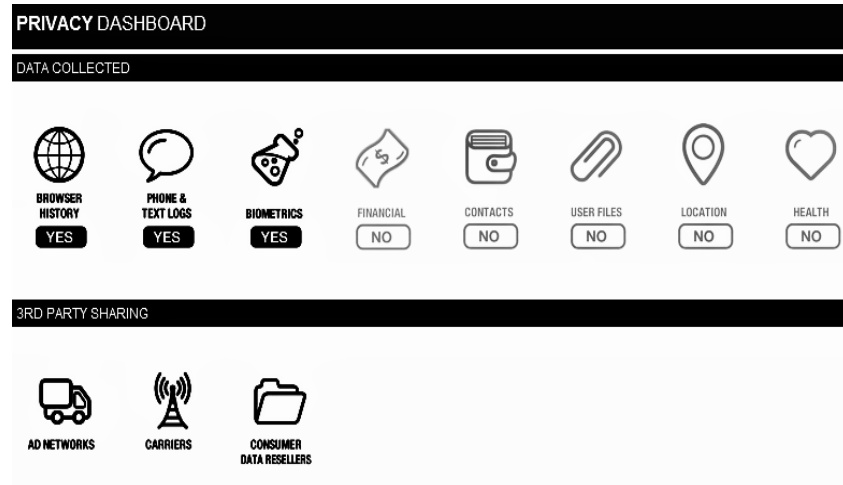 PRIVACY DASHBOARD
DATA COLLECTED
BROWSER
HISTORY
YES
PHONE &
TEXT LOGS
YES
BIOMETRICS
YES
$
FINANCIAL
NO
CONTACTS
NO
USER FILES
NO
LOCATION
NO
HEALTH
NO
3RD PARTY SHARING
AD NETWORKS
CARRIERS
CONSUMER
DATA RESELLERS